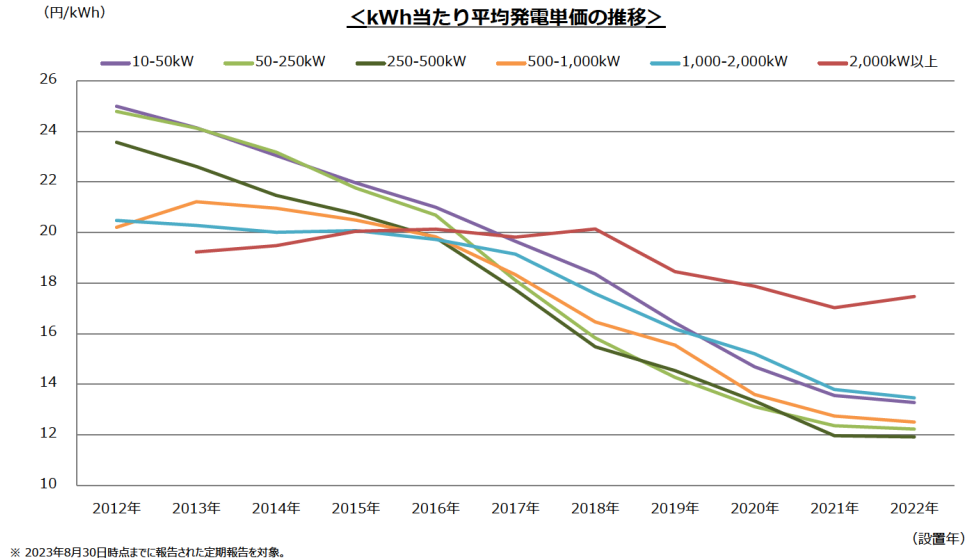 (円/kWh)
＜kWh当たり平均発電単価の推移＞
10-50kW 50-250kW 250-500kW 500-1,000kW 1,000-2,000kW 2,000kW以上
26
24
22
20
18
16
14
12
10
2012年 2013年 2014年 2015年 2016年 2017年 2018年 2019年 2020年 2021年 2022年
(設置年)
※ 2023年8月30日時点までに報告された定期報告を対象。